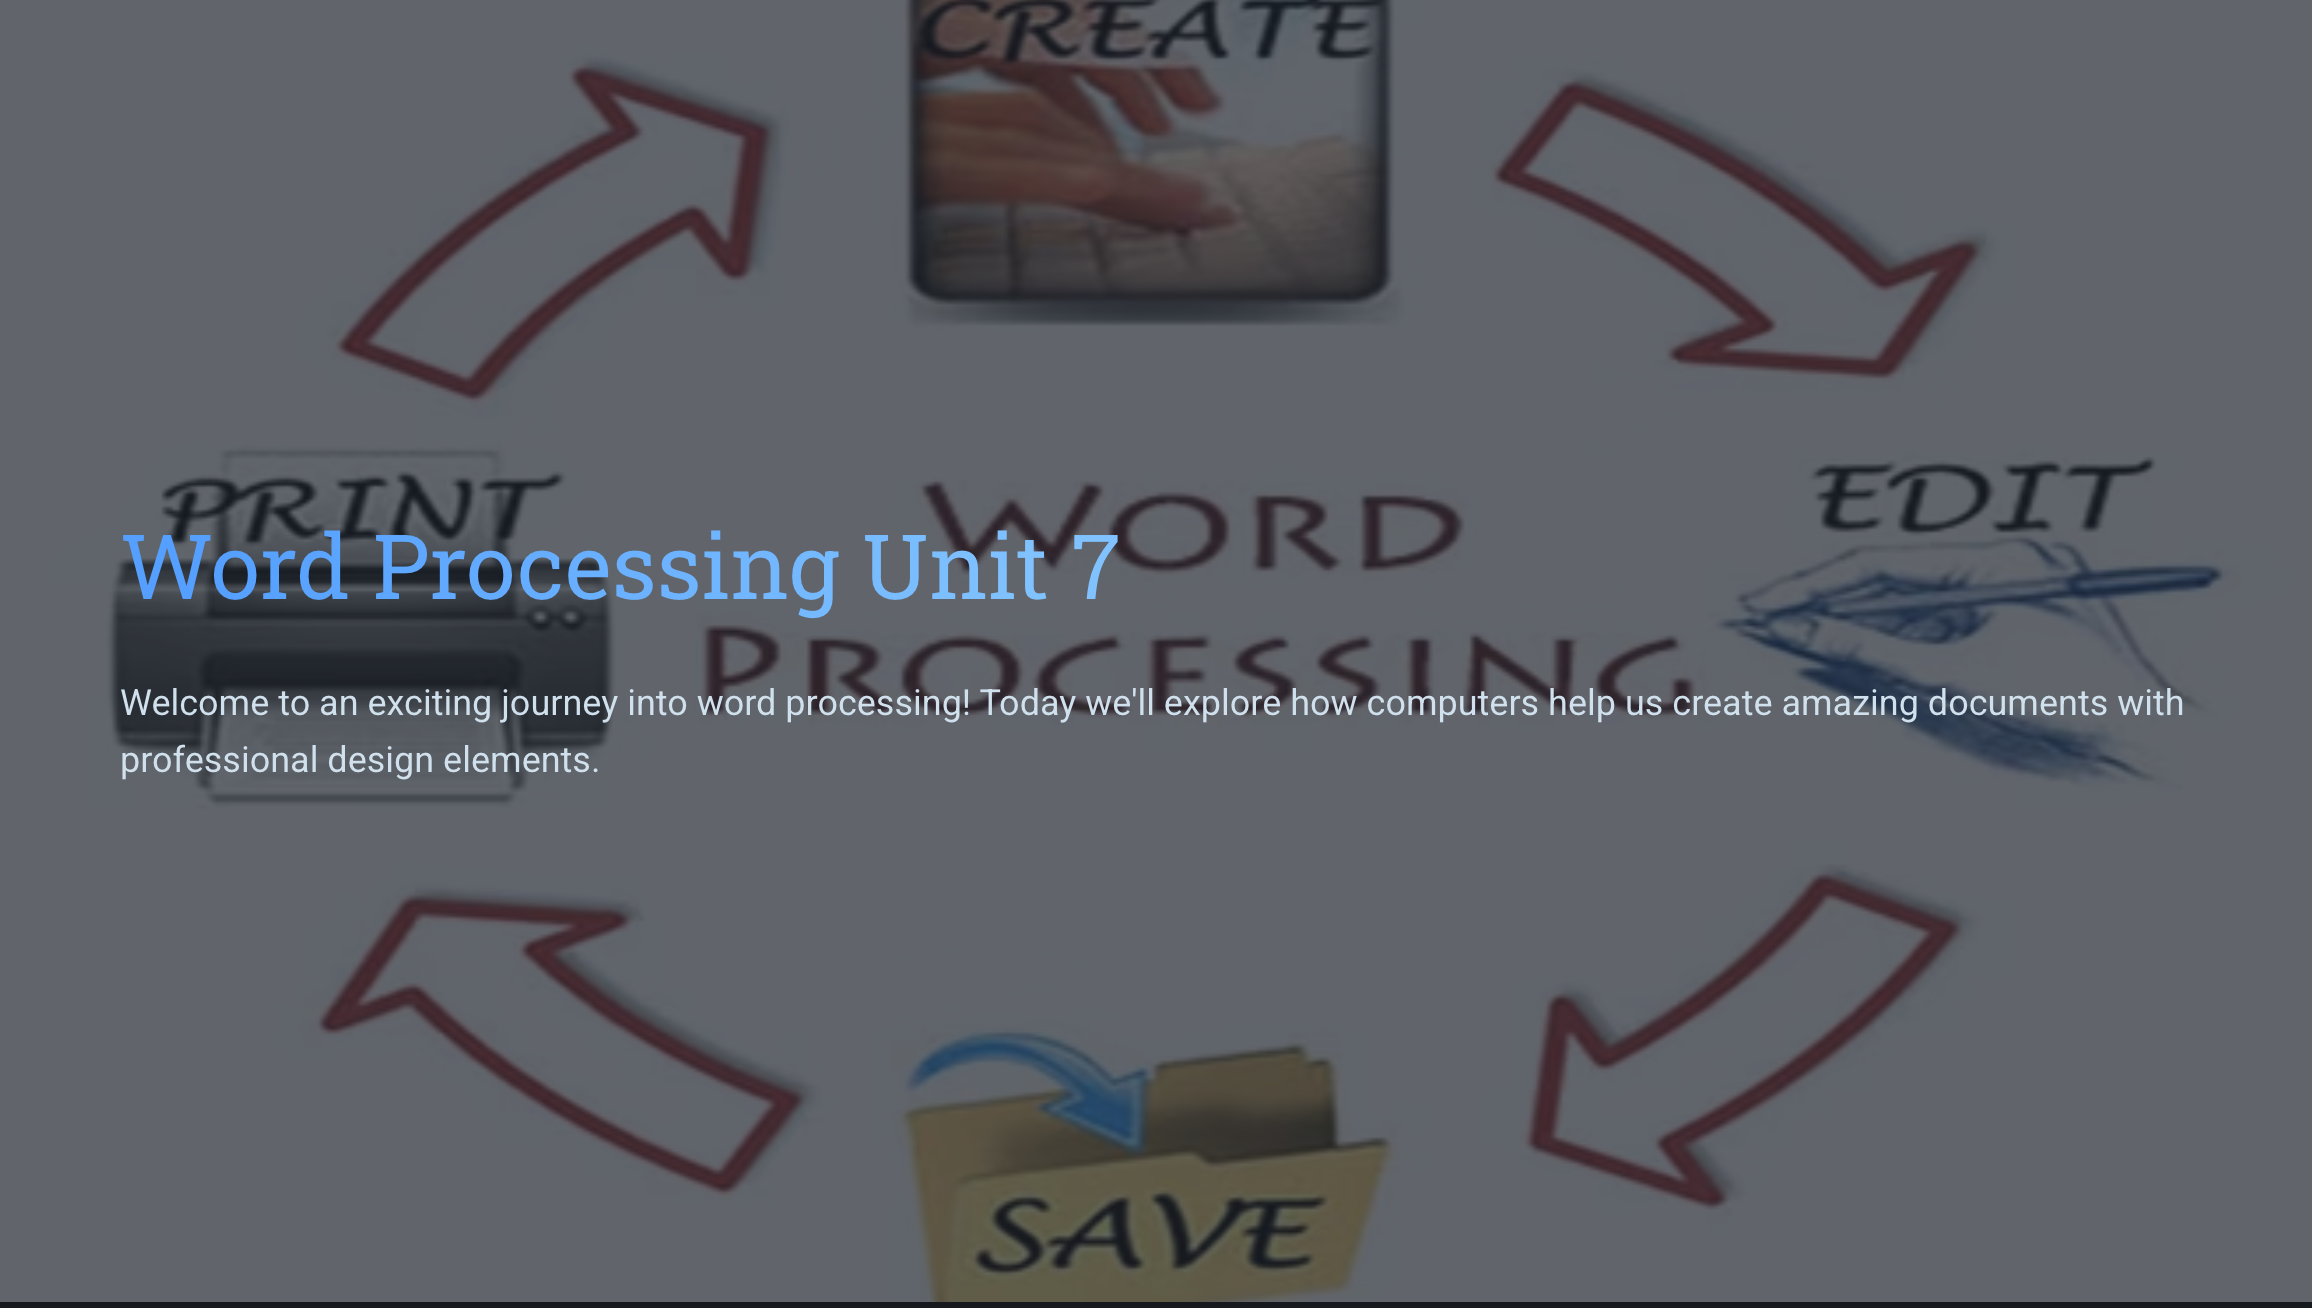 CREATE
PRINT
EDIT
WORD
Word Processing Unit 7
PROCESSING
Welcome to an exciting journey into word processing! Today we'll explore how computers help us create amazing documents with
professional design elements.
SAVE